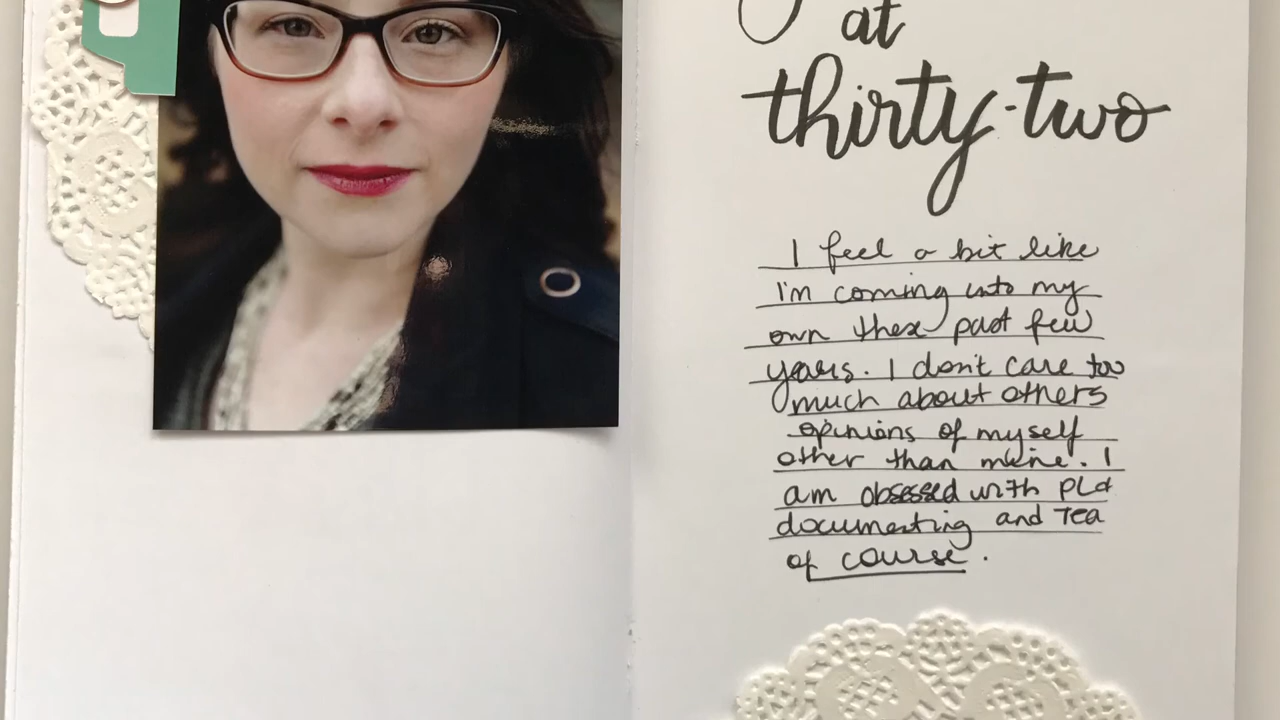 at
thirty-two
I feel a bit like
I'm coming into my
own these past few
years. I don't care too
much about others
opinions of myself
other than mine. I
am obsessed with PL &
documenting and Tea
of course.